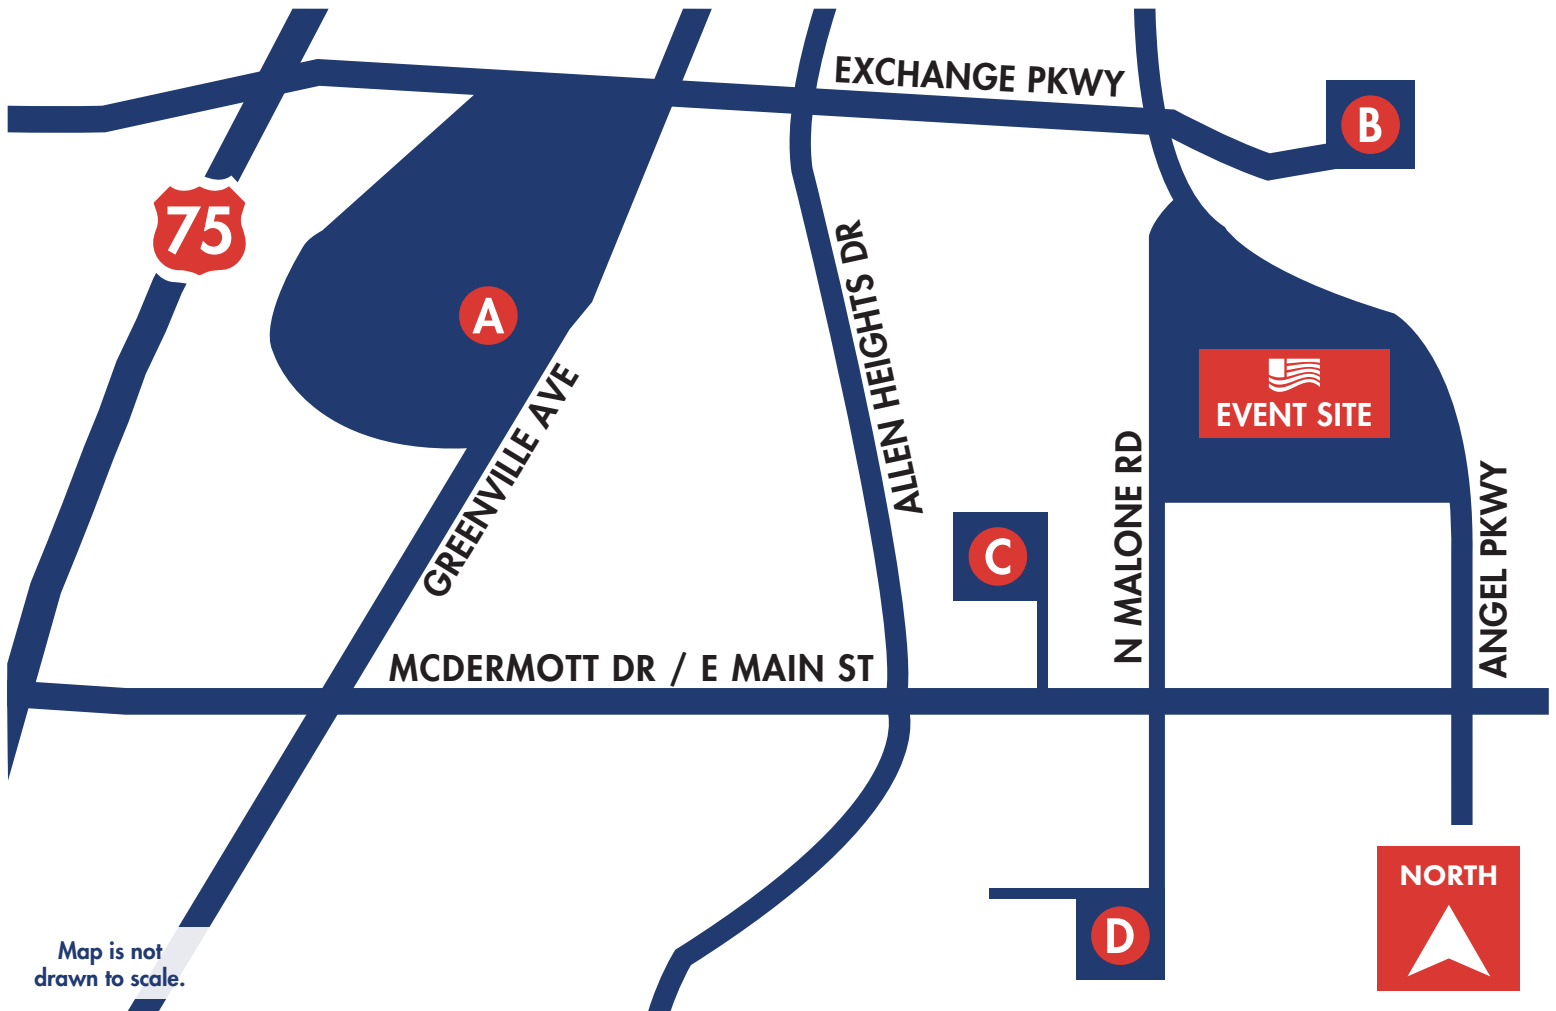 EXCHANGE PKWY
B
75
ALLEN HEIGHTS DR
A
GREENVILLE AVE
EVENT SITE
N MALONE RD
ANGEL PKWY
C
MCDERMOTT DR / E MAIN ST
NORTH
D
Map is not
drawn to scale.